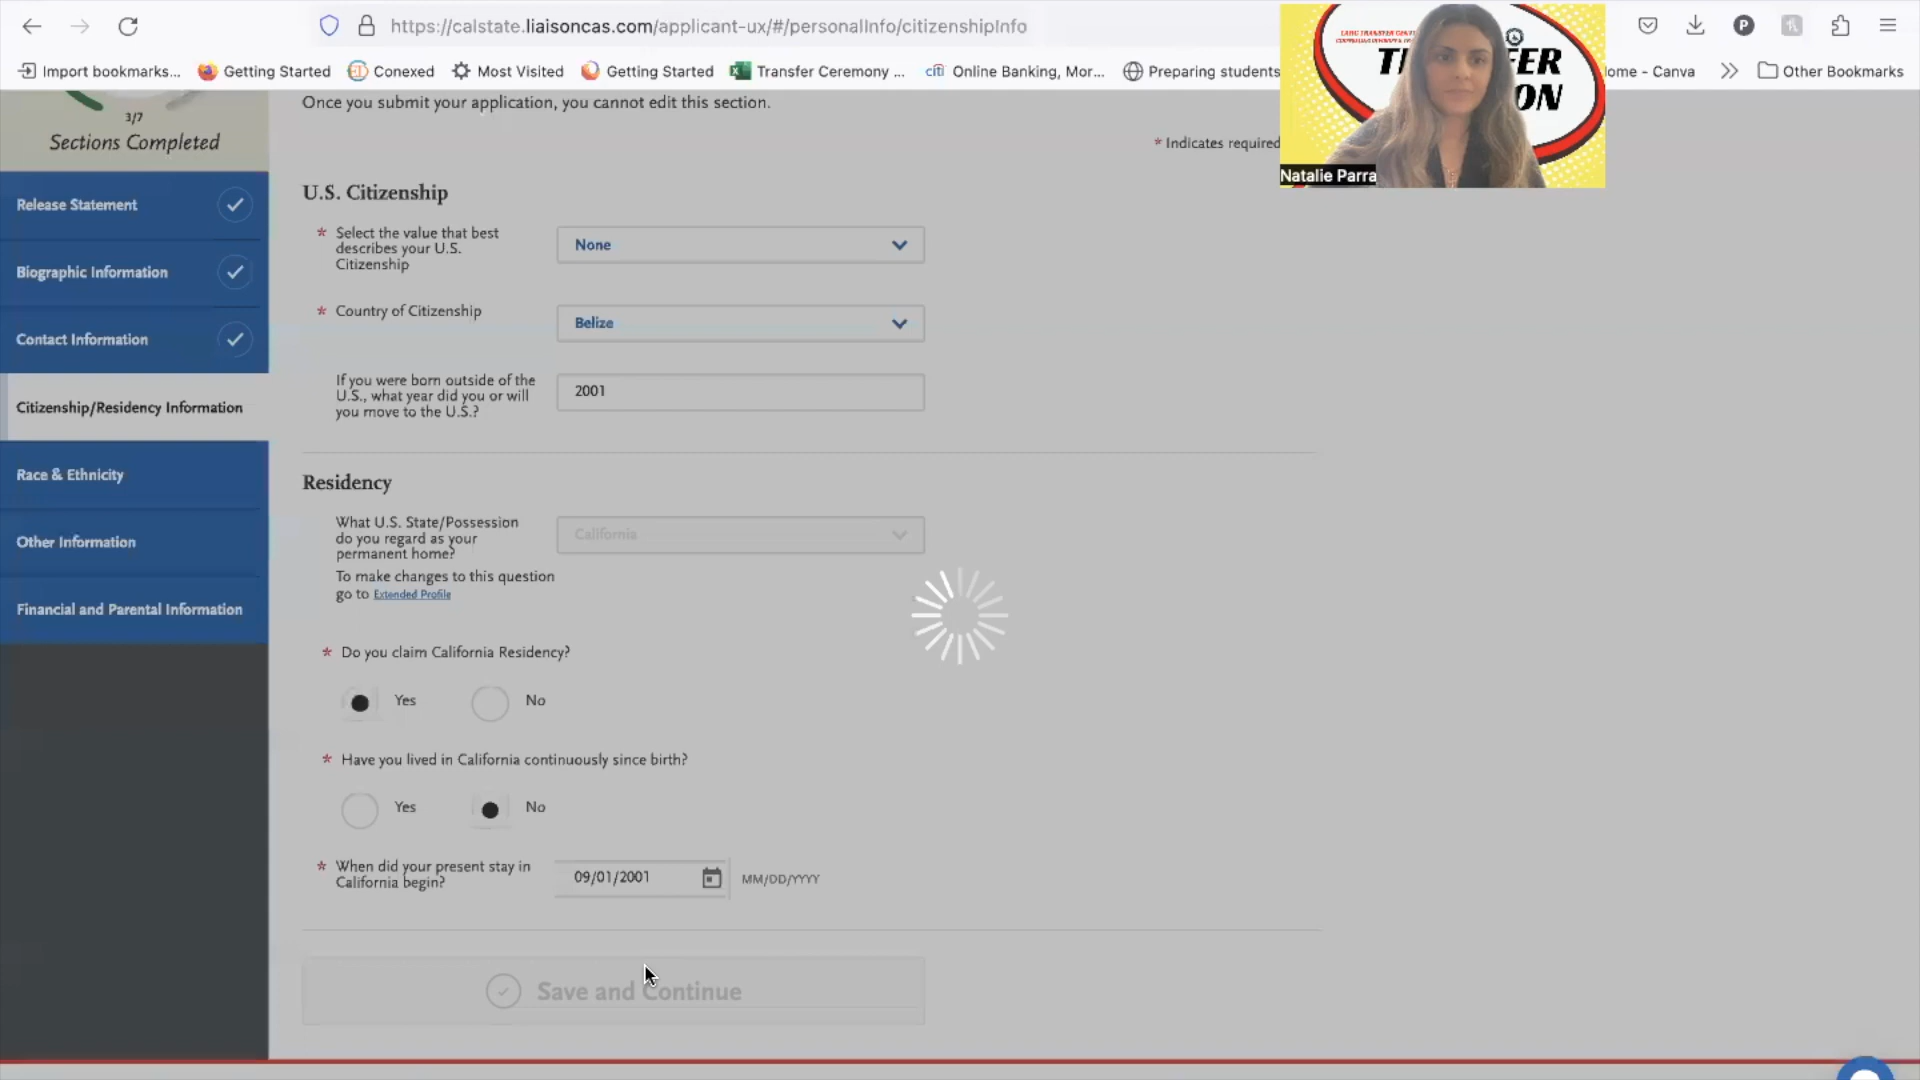 https://calstate.liaisoncas.com/applicant-ux/#/personalInfo/citizenshipInfo
P
Import bookmarks...
Getting Started
Conexed
Most Visited
Getting Started
Transfer Ceremony ...
citi
Online Banking, Mor...
Preparing students
ome - Canva
Other Bookmarks
Natalie Parra
3/7
Sections Completed
Release Statement
Biographic Information
Contact Information
Citizenship/Residency Information
Race & Ethnicity
Other Information
Financial and Parental Information
Once you submit your application, you cannot edit this section.
* Indicates required
U.S. Citizenship
* Select the value that best
describes your U.S.
Citizenship
None
* Country of Citizenship
Belize
If you were born outside of the
U.S., what year did you or will
you move to the U.S.?
2001
Residency
What U.S. State/Possession
do you regard as your
permanent home?
California
To make changes to this question
go to Extended Profile
* Do you claim California Residency?
Yes
No
* Have you lived in California continuously since birth?
Yes
No
* When did your present stay in
California begin?
09/01/2001
MM/DD/YYYY
Save and Continue